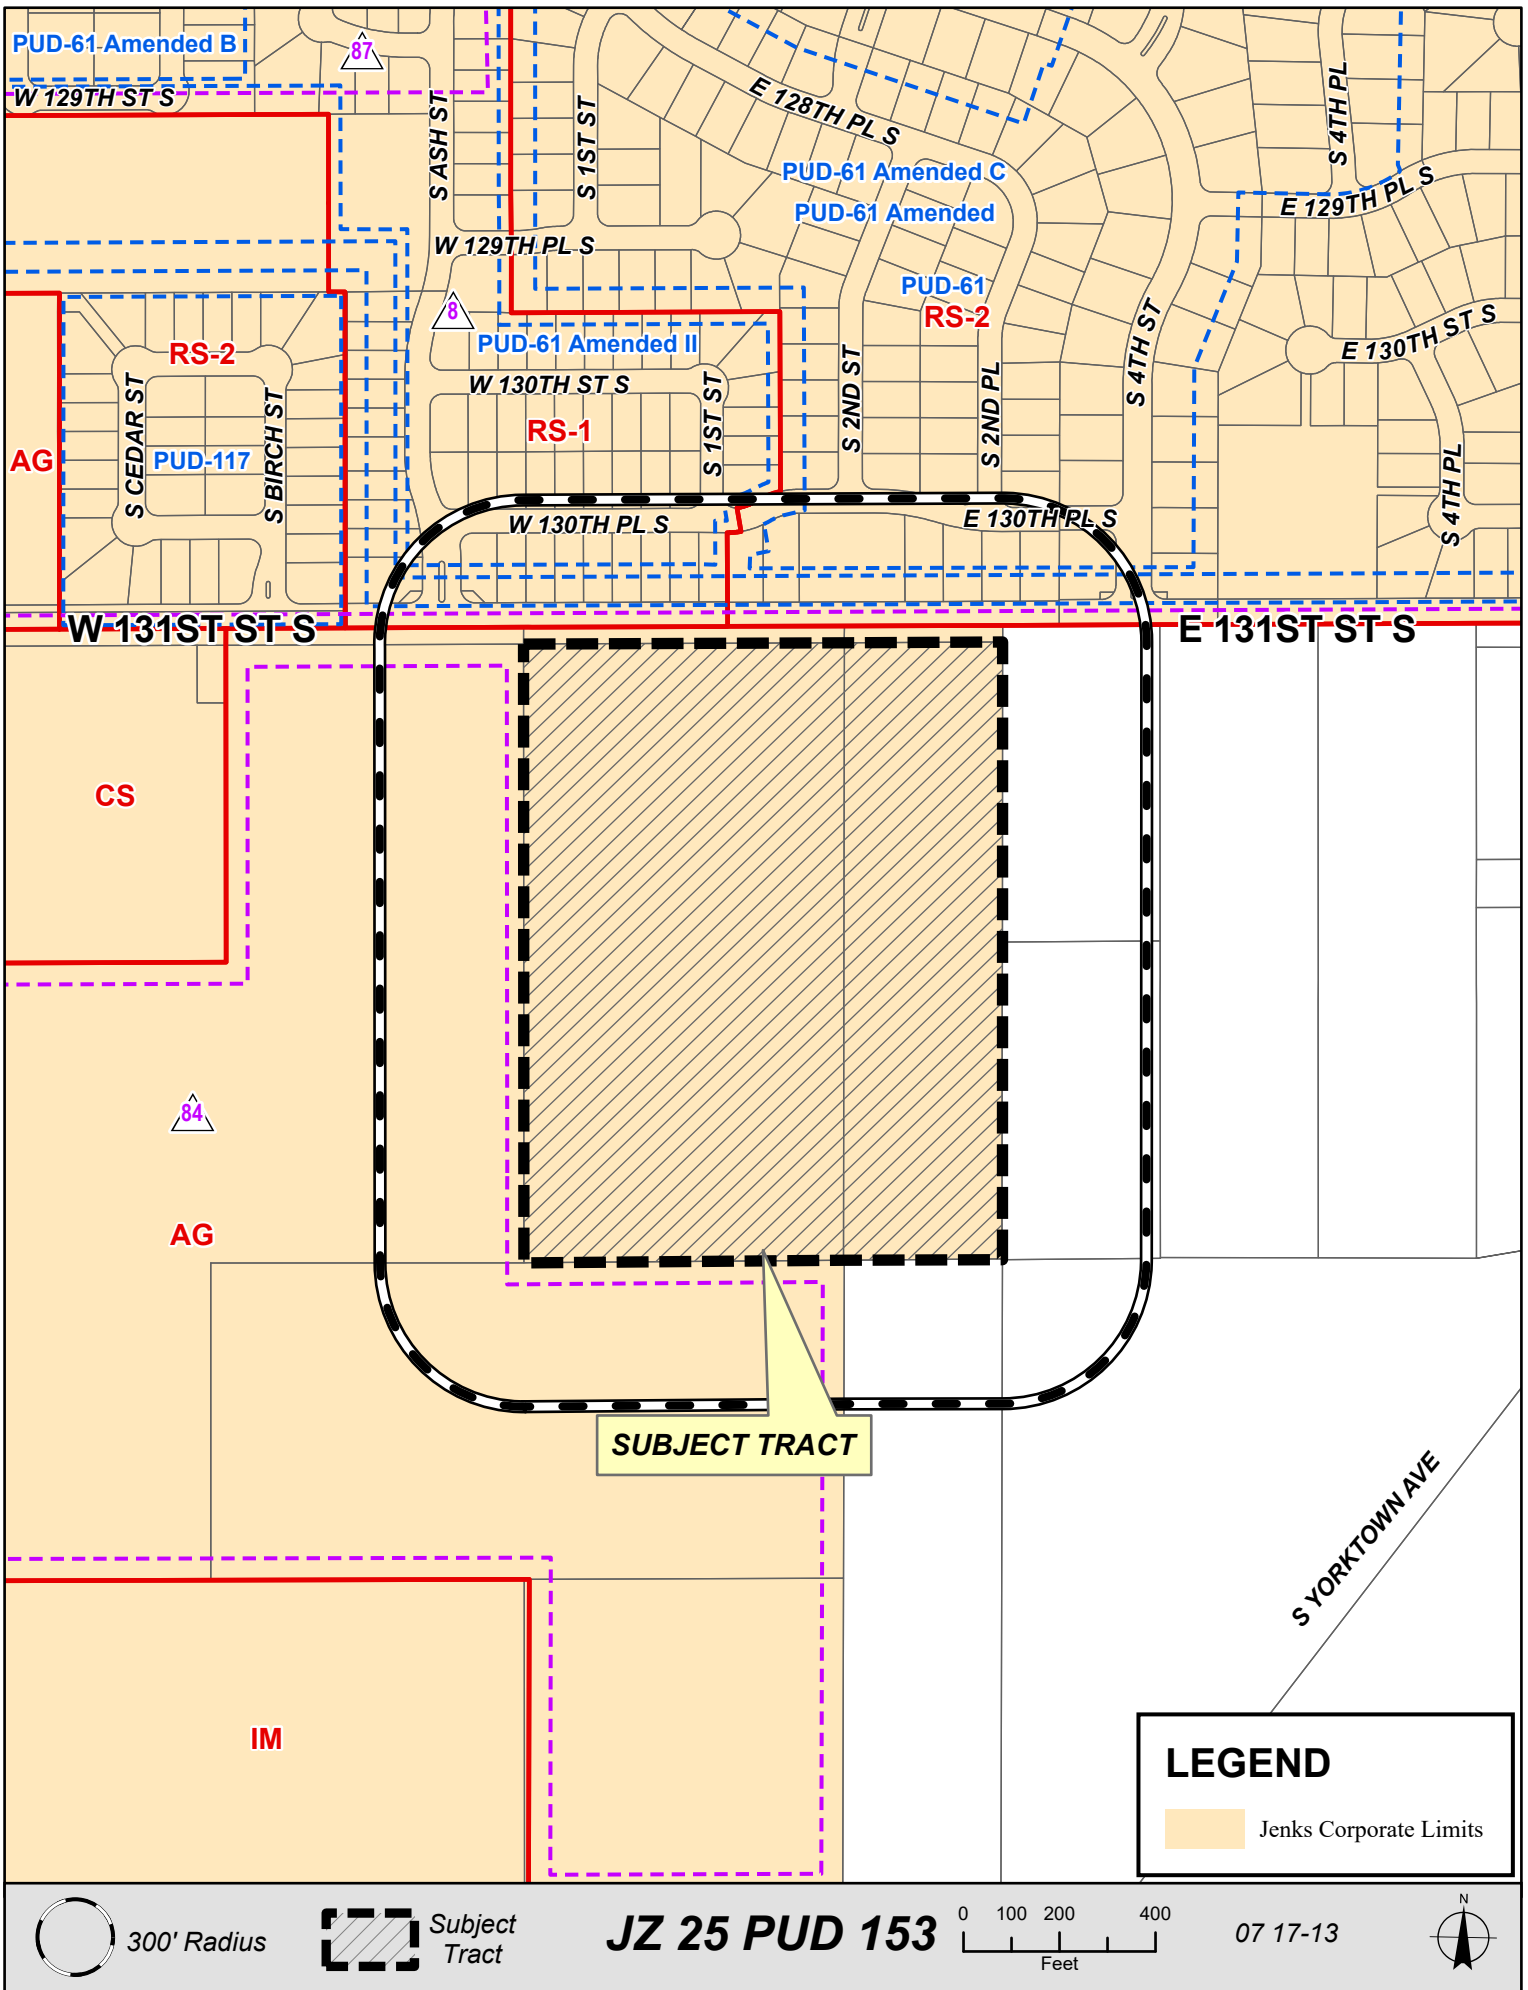 PUD-61 Amended B
87
W 129TH ST S
S ASH ST
S 1ST ST
E 128TH PL S
S 4TH PL
PUD-61 Amended C
E 129TH PL S
PUD-61 Amended
W 129TH PL S
PUD-61
8
RS-2
PUD-61 Amended II
S 4TH ST
E 130TH ST S
RS-2
W 130TH ST S
S CEDAR ST
S BIRCH ST
S 1ST ST
S 2ND ST
S 2ND PL
RS-1
AG
PUD-117
S 4TH PL
W 130TH PL S
E 130TH PL S
W 131ST ST S
E 131ST ST S
CS
84
AG
SUBJECT TRACT
S YORKTOWN AVE
IM
LEGEND
Jenks Corporate Limits
300' Radius
Subject
Tract
JZ 25 PUD 153
0 100 200 400
Feet
07 17-13
N